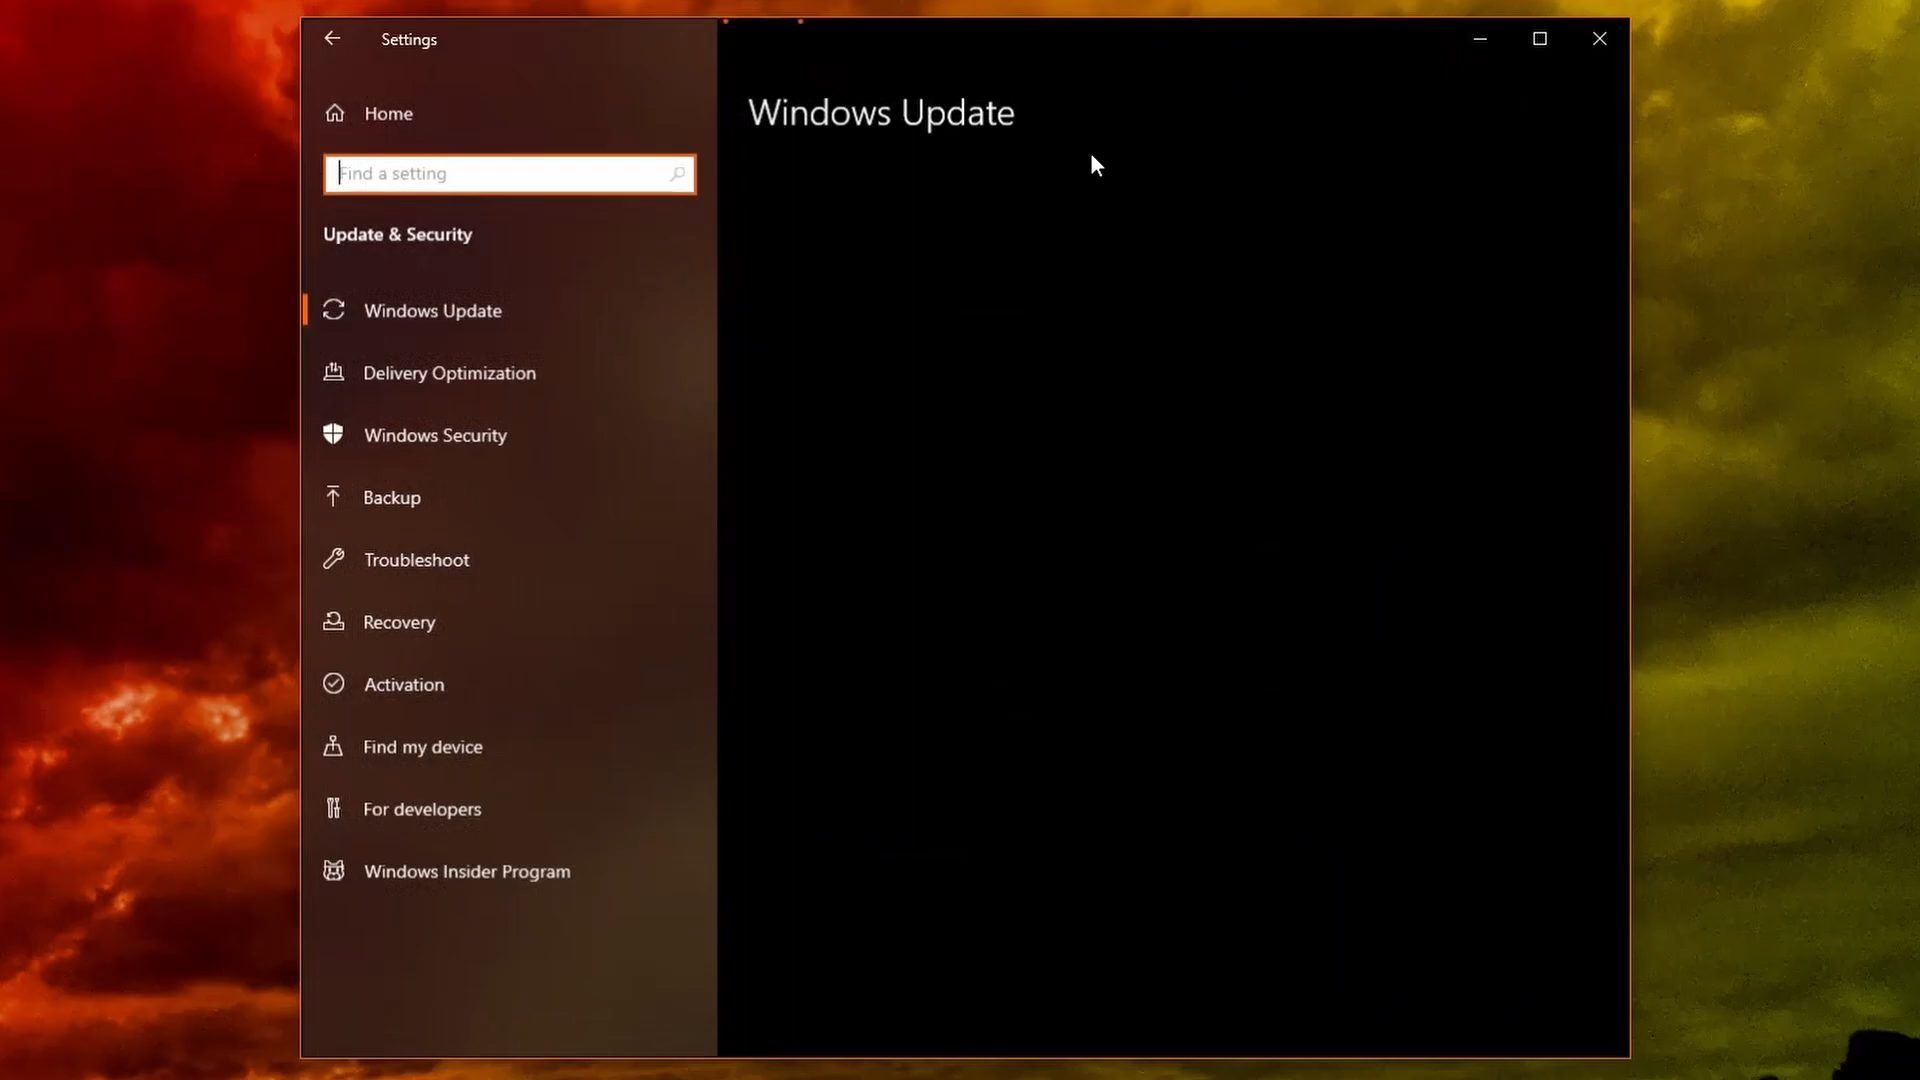 Settings
Home
Find a setting
Update & Security
Windows Update
Delivery Optimization
Windows Security
Backup
Troubleshoot
Recovery
Activation
Find my device
For developers
Windows Insider Program
Windows Update